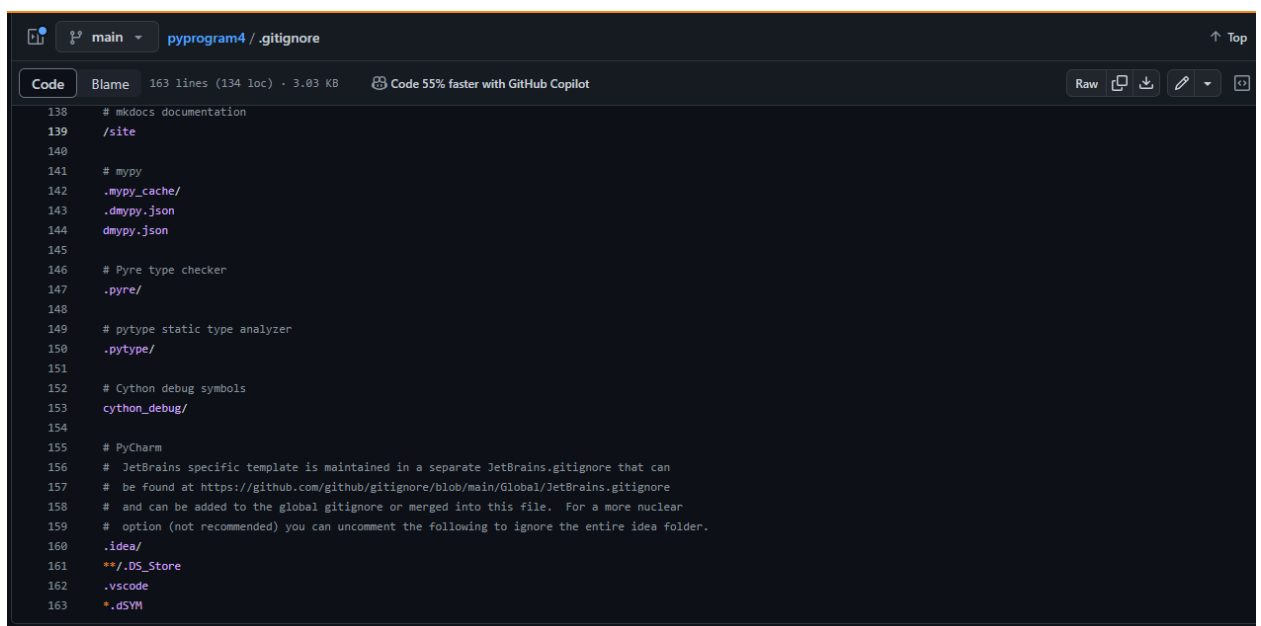 main pyprogram4 / .gitignore Top
Code Blame 163 lines (134 loc) · 3.03 KB Code 55% faster with GitHub Copilot Raw
138 # mkdocs documentation
139 /site
140
141 # mypy
142 .mypy_cache/
143 .dmypy.json
144 dmypy.json
145
146 # Pyre type checker
147 .pyre/
148
149 # pytype static type analyzer
150 .pytype/
151
152 # Cython debug symbols
153 cython_debug/
154
155 # PyCharm
156 #  JetBrains specific template is maintained in a separate JetBrains.gitignore that can
157 #  be found at https://github.com/github/gitignore/blob/main/Global/JetBrains.gitignore
158 #  and can be added to the global gitignore or merged into this file.  For a more nuclear
159 #  option (not recommended) you can uncomment the following to ignore the entire idea folder.
160 .idea/
161 **/.DS_Store
162 .vscode
163 *.dSYM